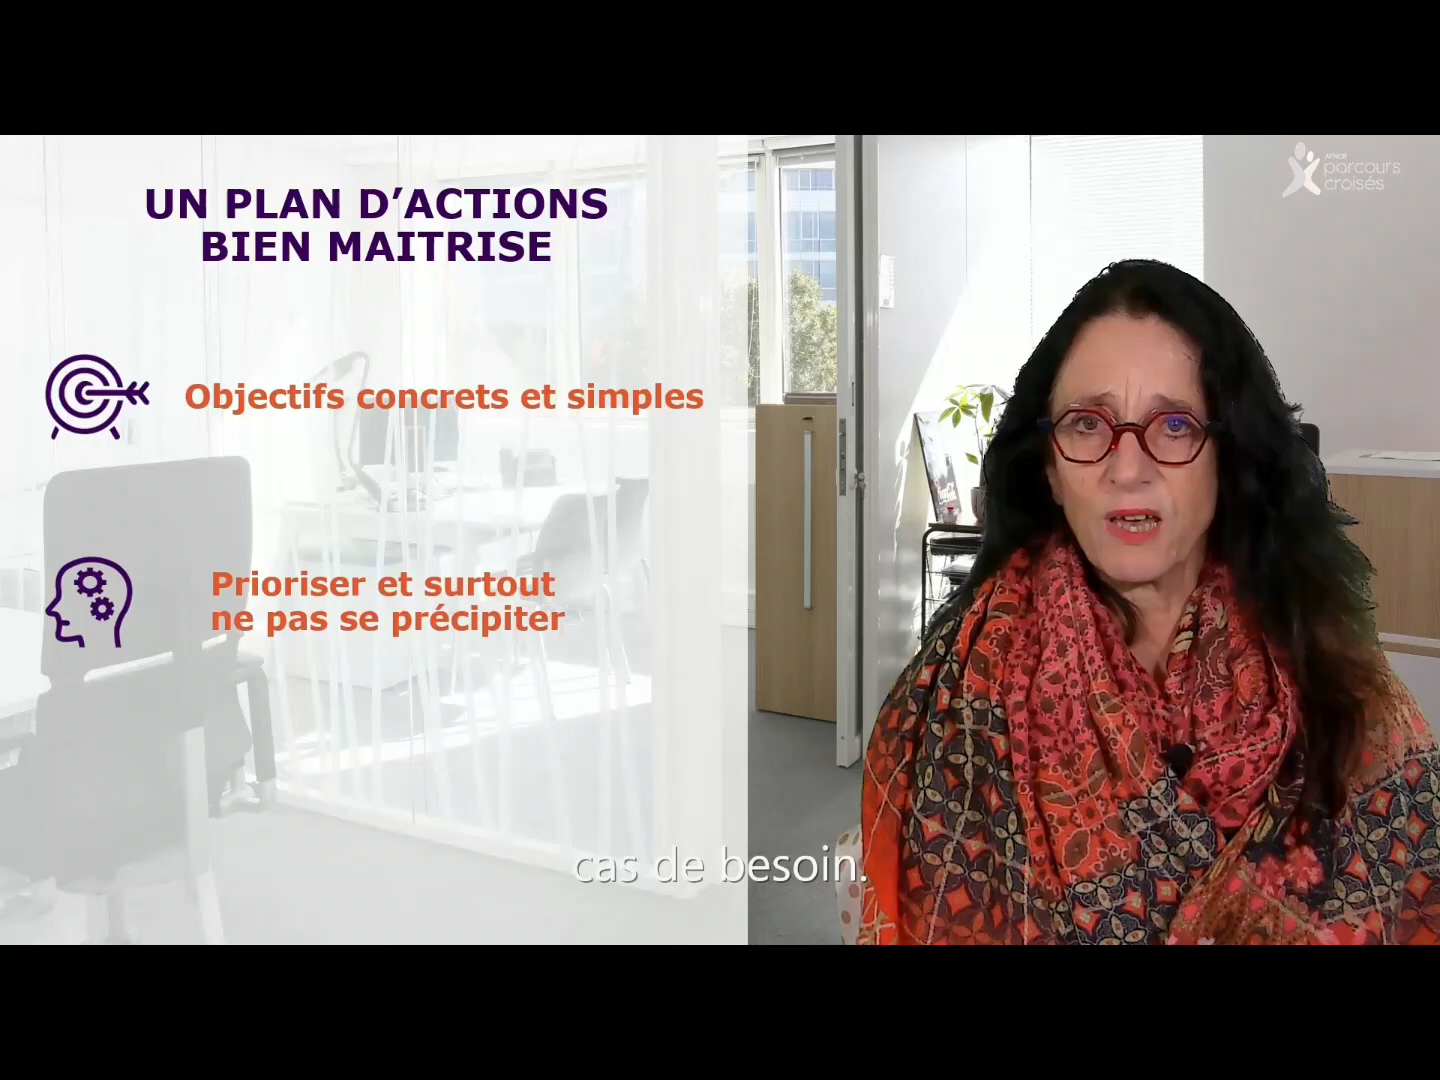 UN PLAN D’ACTIONS
BIEN MAITRISE
Objectifs concrets et simples
Prioriser et surtout
ne pas se précipiter
AFNOR
parcours
croisés
cas de besoin.